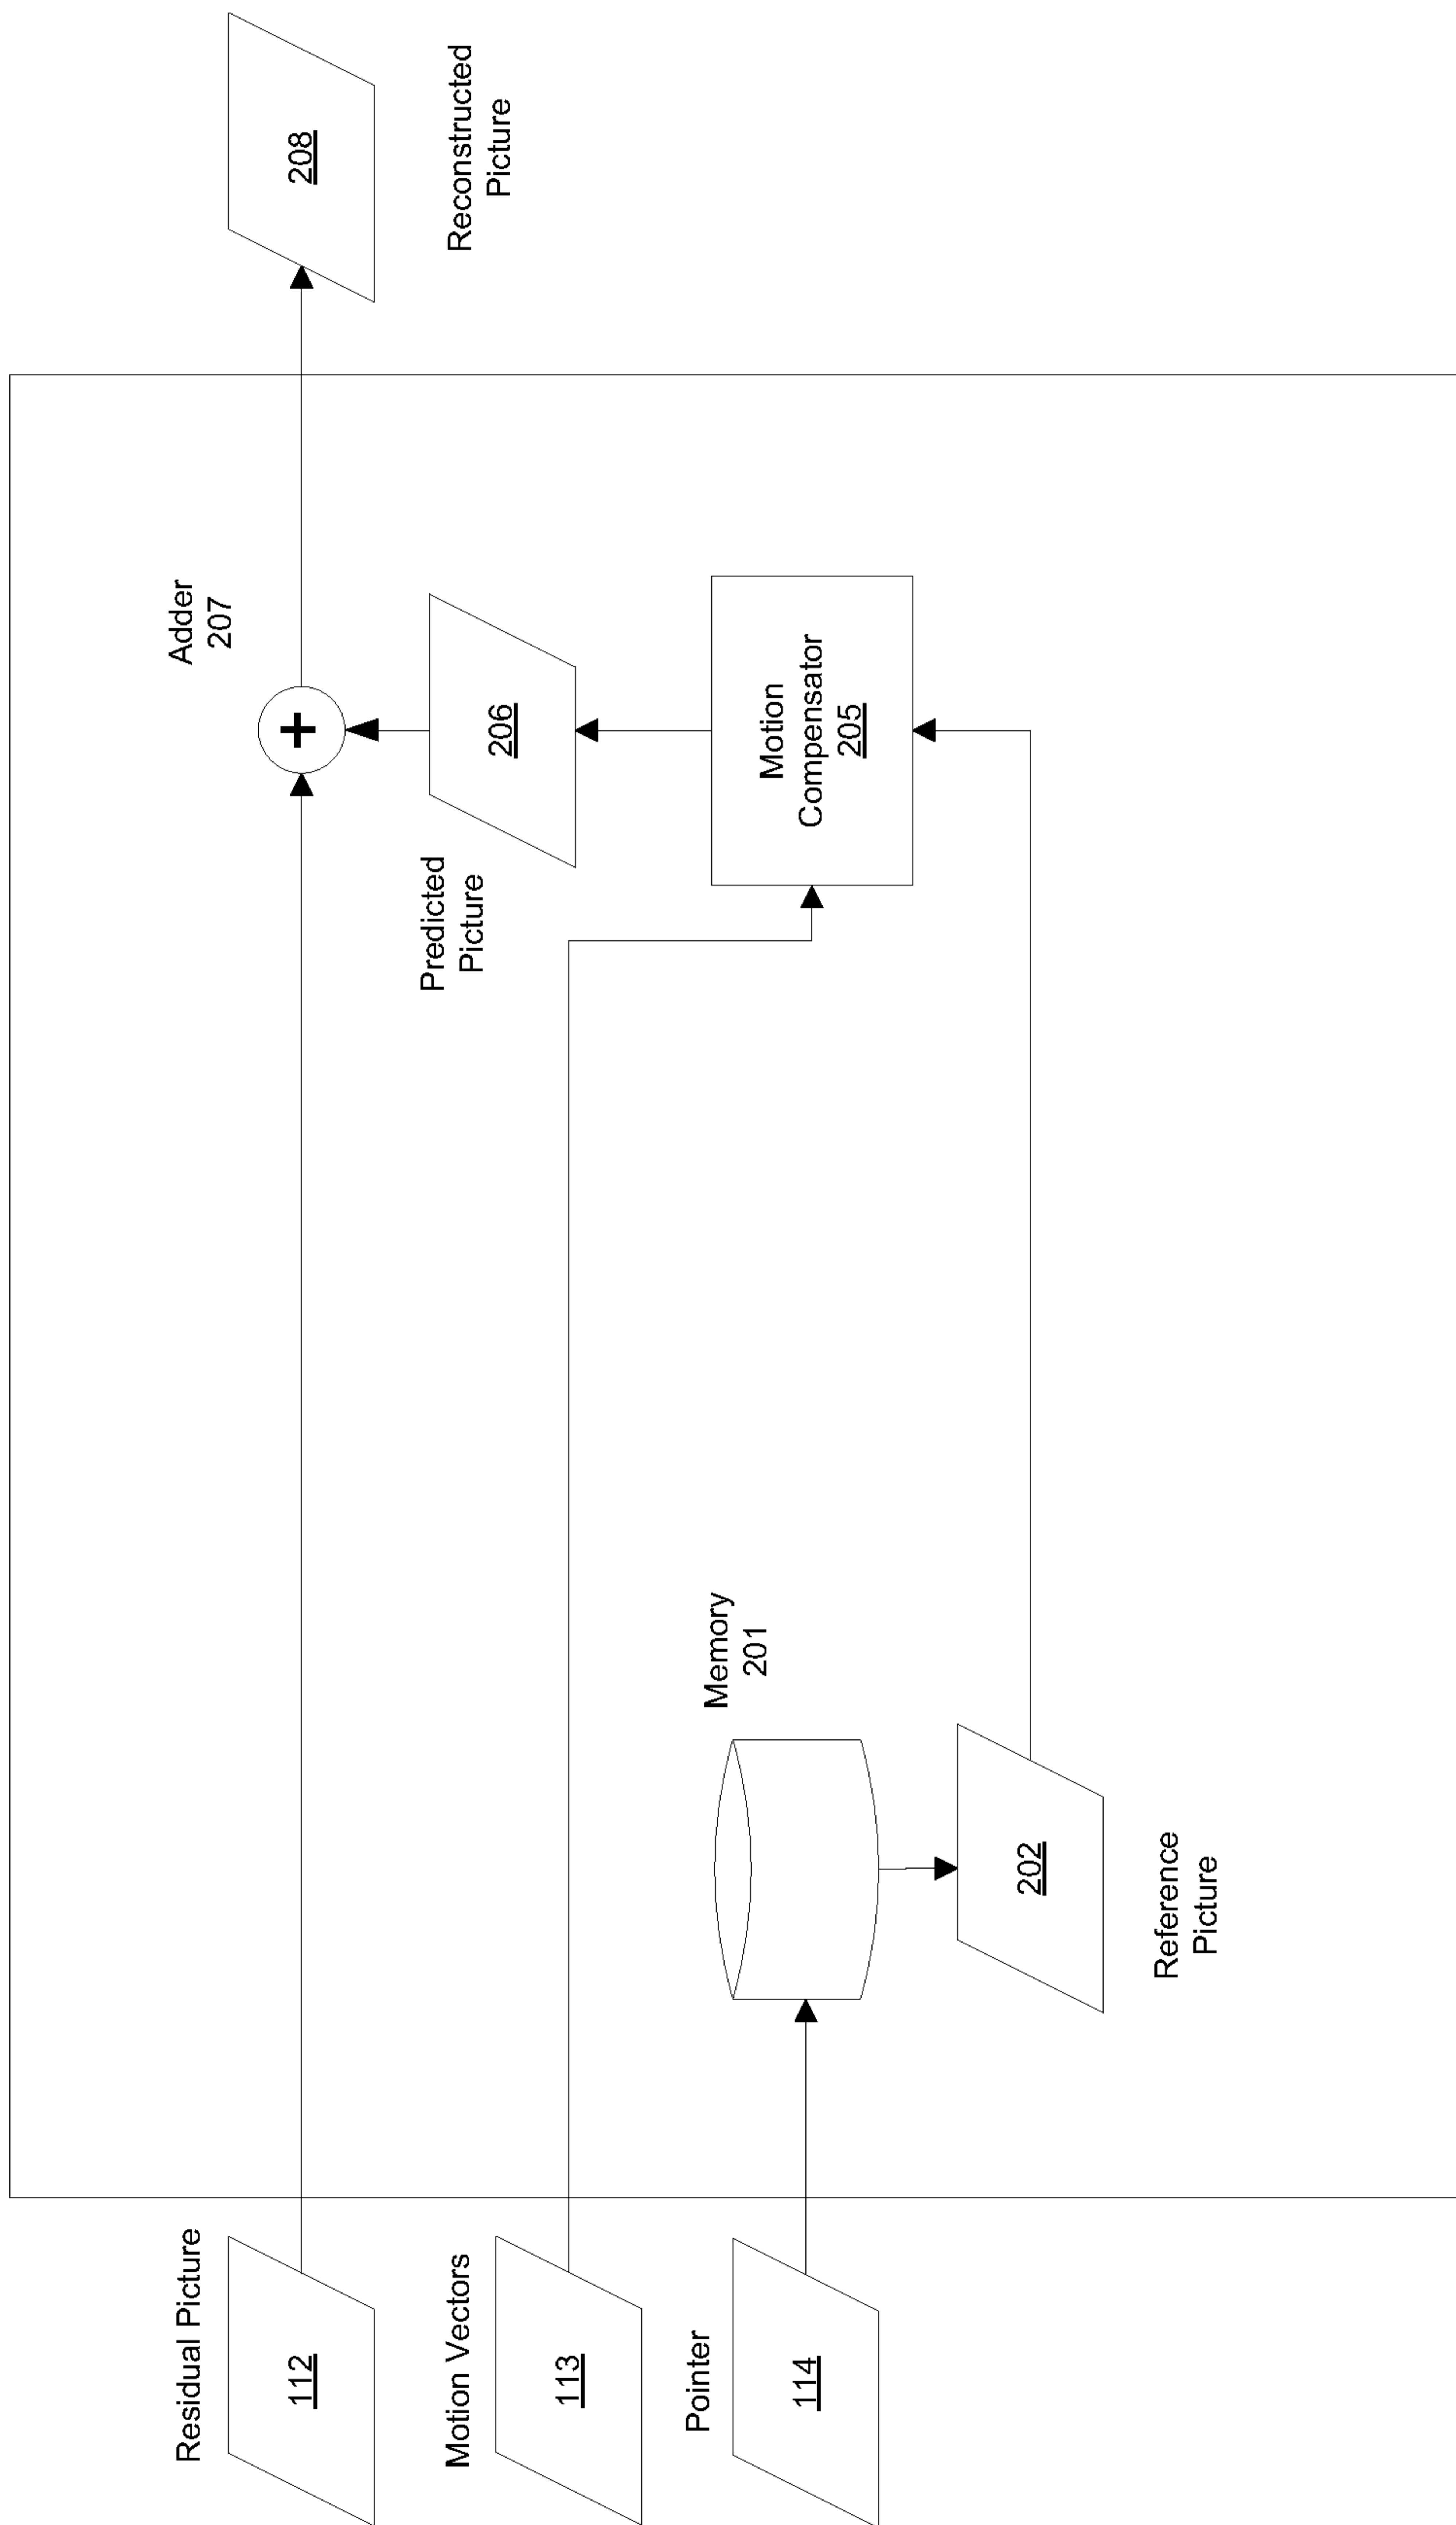 Residual Picture
112
Motion Vectors
113
Pointer
114
Memory
201
202
Reference
Picture
Adder
207
+
Predicted
Picture
206
Motion
Compensator
205
208
Reconstructed
Picture